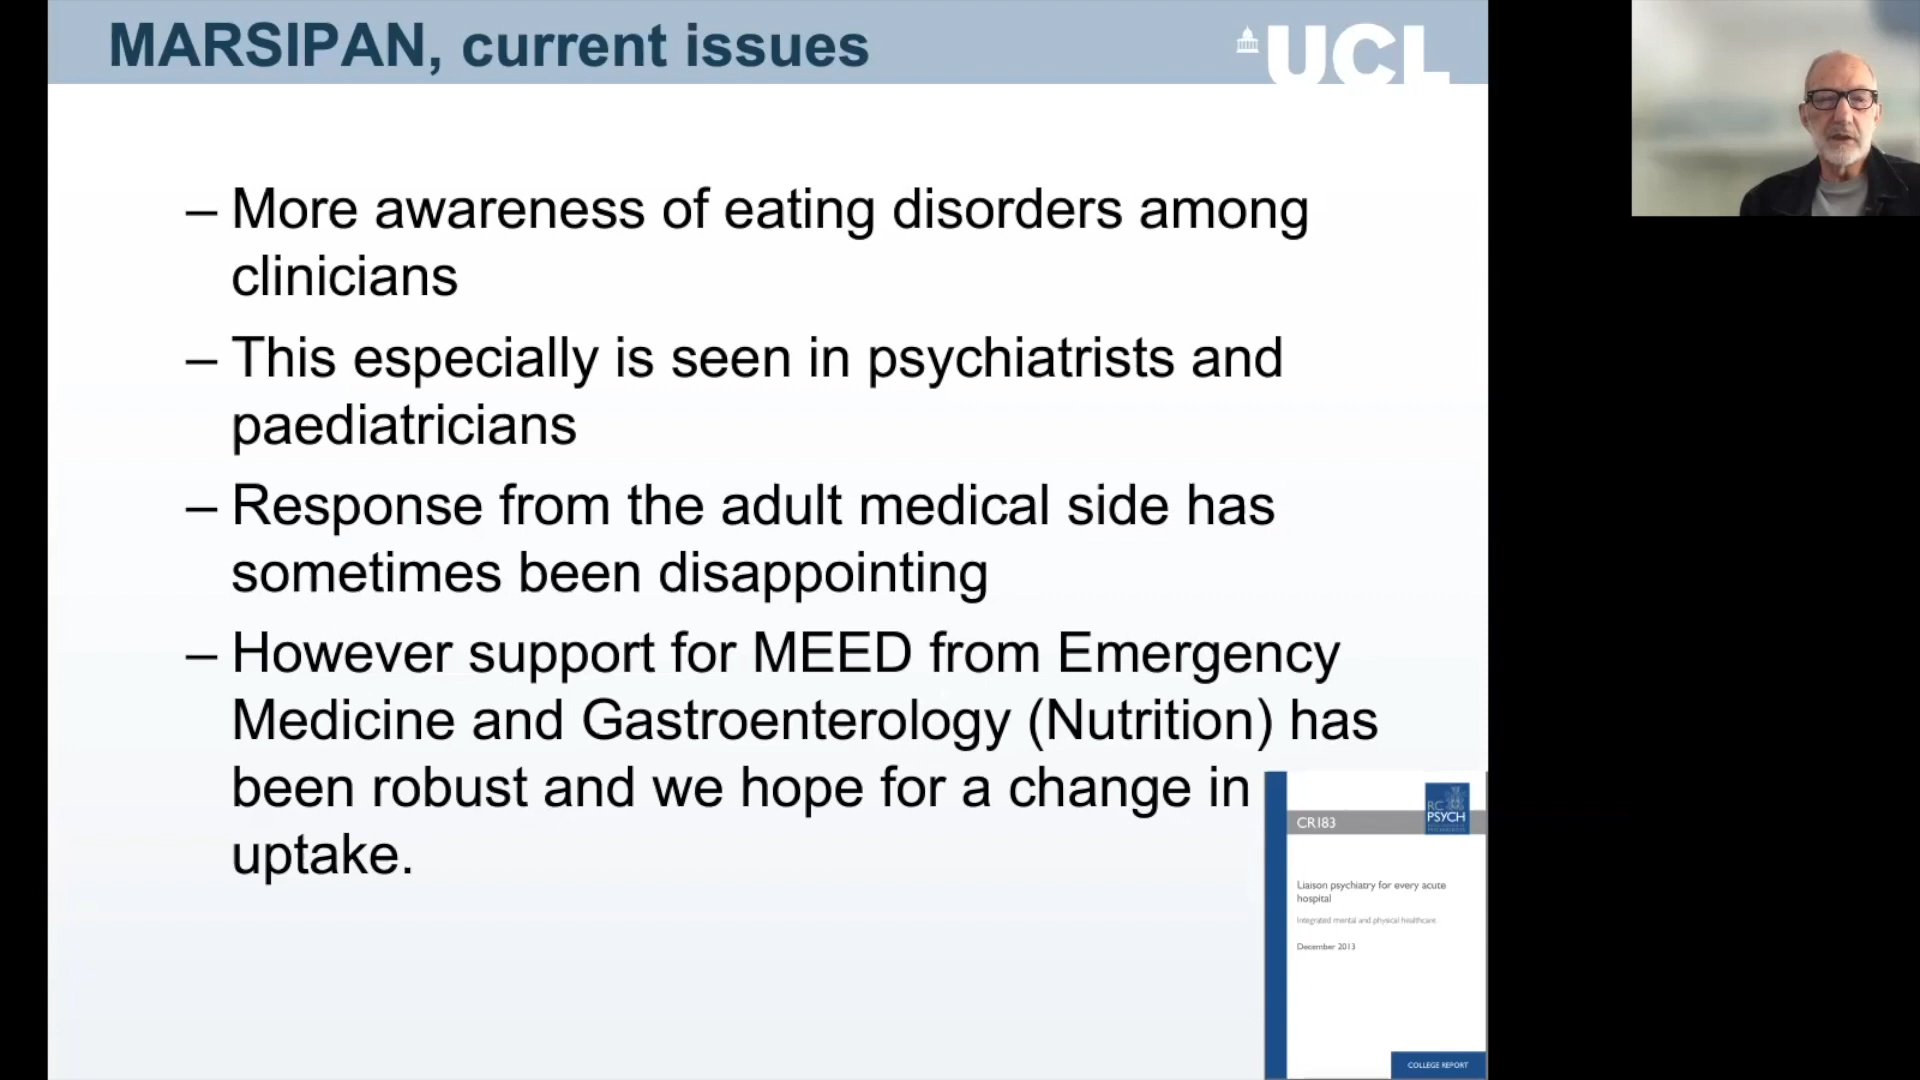 MARSIPAN, current issues
UCL
– More awareness of eating disorders among
clinicians
– This especially is seen in psychiatrists and
paediatricians
– Response from the adult medical side has
sometimes been disappointing
– However support for MEED from Emergency
Medicine and Gastroenterology (Nutrition) has
been robust and we hope for a change in
uptake.
RC
PSYCH
CR183
Liaison psychiatry for every acute
hospital
Integrated mental and physical healthcare
December 2013
COLLEGE REPORT